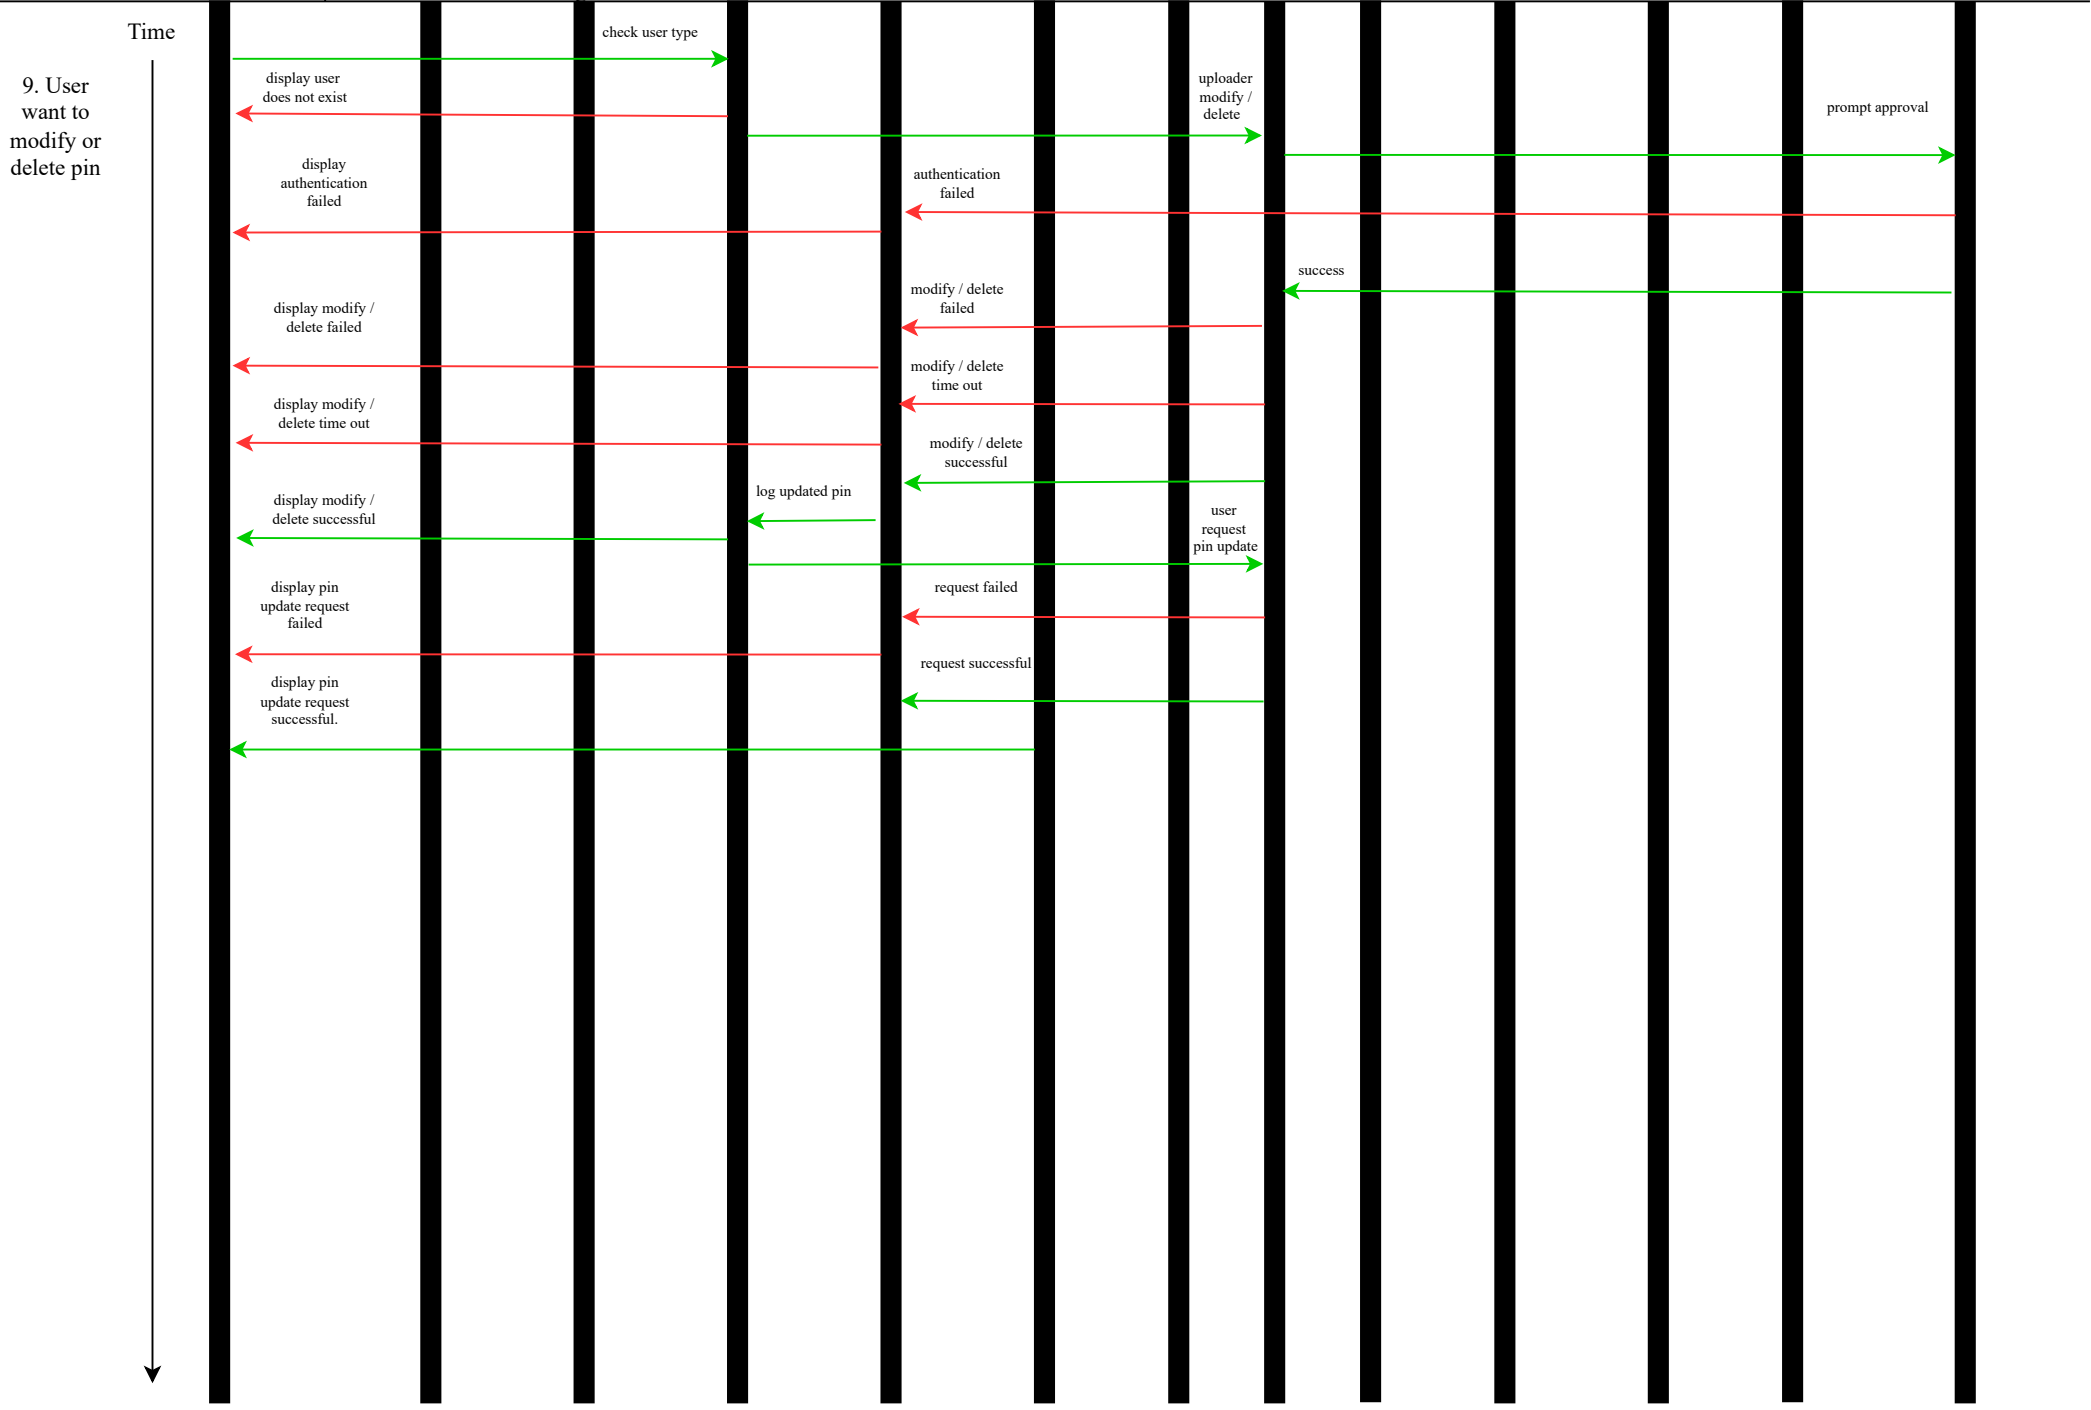 Time
9. User
want to
modify or
delete pin
check user type
display user
does not exist
uploader
modify /
delete
prompt approval
display
authentication
failed
authentication
failed
success
modify / delete
failed
display modify /
delete failed
modify / delete
time out
display modify /
delete time out
modify / delete
successful
log updated pin
display modify /
delete successful
user
request
pin update
display pin
update request
failed
request failed
request successful
display pin
update request
successful.